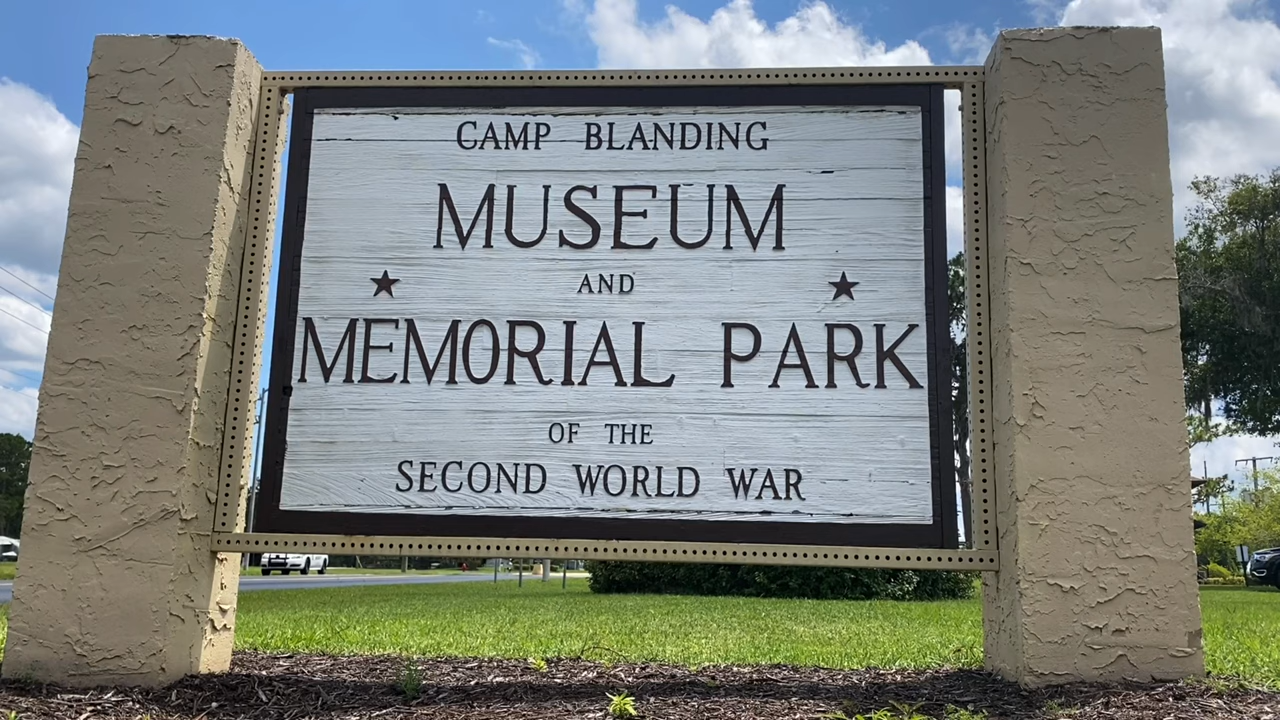 CAMP BLANDING
MUSEUM
AND
MEMORIAL PARK
OF THE
SECOND WORLD WAR